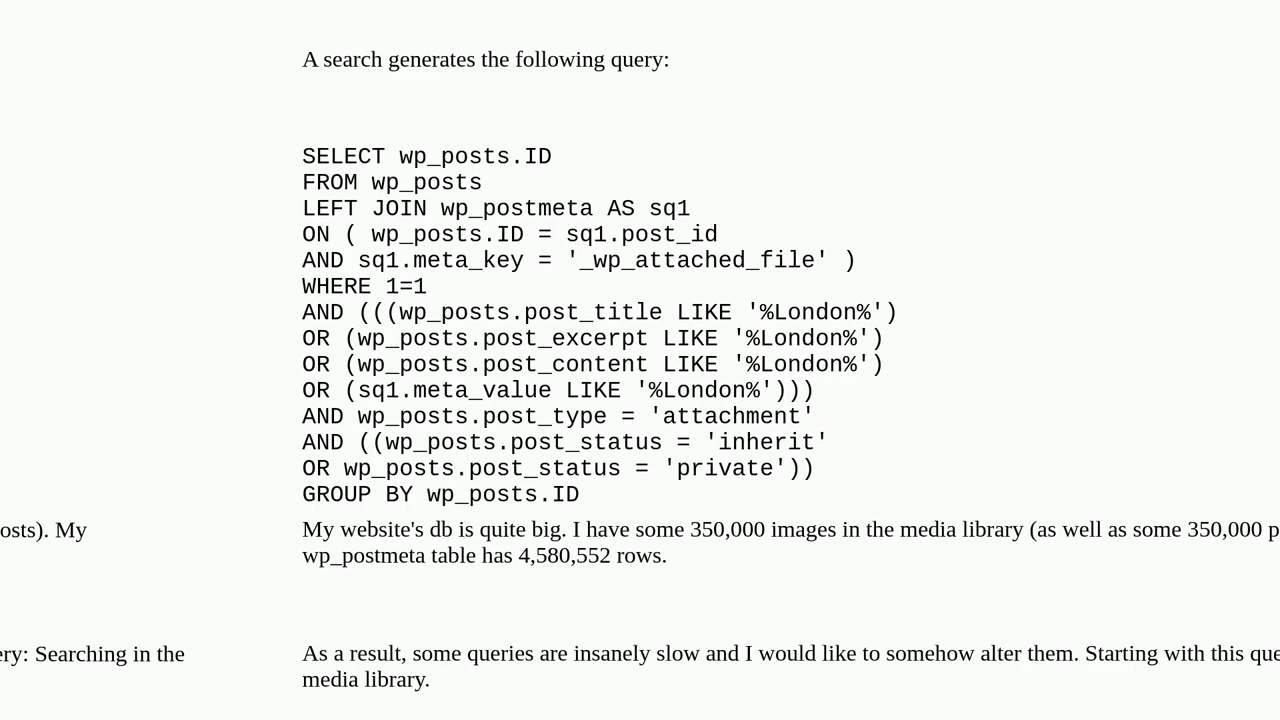 A search generates the following query:
SELECT wp_posts.ID
FROM wp_posts
LEFT JOIN wp_postmeta AS sq1
ON ( wp_posts.ID = sq1.post_id
AND sq1.meta_key = '_wp_attached_file' )
WHERE 1=1
AND (((wp_posts.post_title LIKE '%London%')
OR (wp_posts.post_excerpt LIKE '%London%')
OR (wp_posts.post_content LIKE '%London%')
OR (sq1.meta_value LIKE '%London%')))
AND wp_posts.post_type = 'attachment'
AND ((wp_posts.post_status = 'inherit'
OR wp_posts.post_status = 'private'))
GROUP BY wp_posts.ID
osts). My
My website's db is quite big. I have some 350,000 images in the media library (as well as some 350,000 p
wp_postmeta table has 4,580,552 rows.
ery: Searching in the
As a result, some queries are insanely slow and I would like to somehow alter them. Starting with this que
media library.